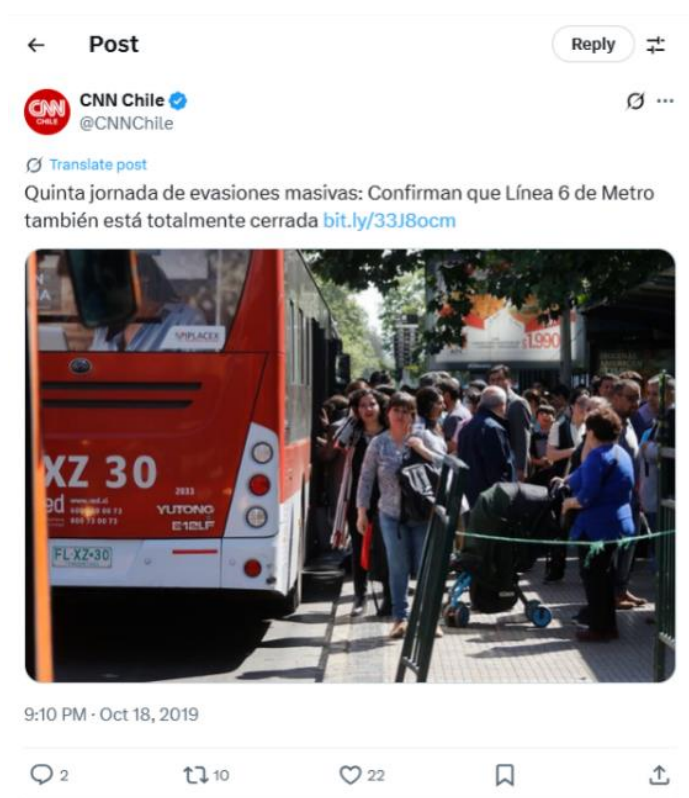 Post
Reply
CNN
CHILE
CNN Chile
@CNNChile
Translate post
Quinta jornada de evasiones masivas: Confirman que Línea 6 de Metro
también está totalmente cerrada bit.ly/33J8ocm
IPLACEX
$1.990
XZ 30
2033
YUTONG
E12LF
FL·XZ·30
9:10 PM · Oct 18, 2019
2
10
22